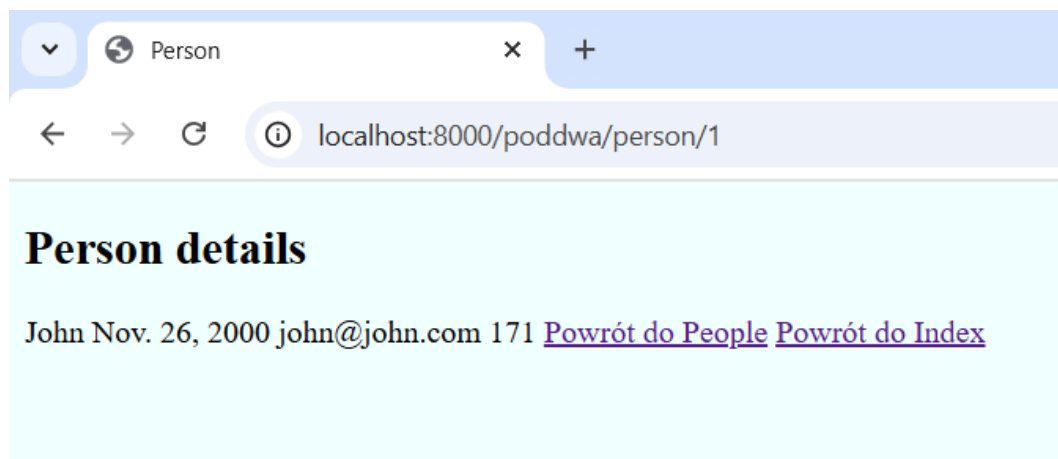 Person
localhost:8000/poddwa/person/1
Person details
John Nov. 26, 2000 john@john.com 171 Powrót do People Powrót do Index